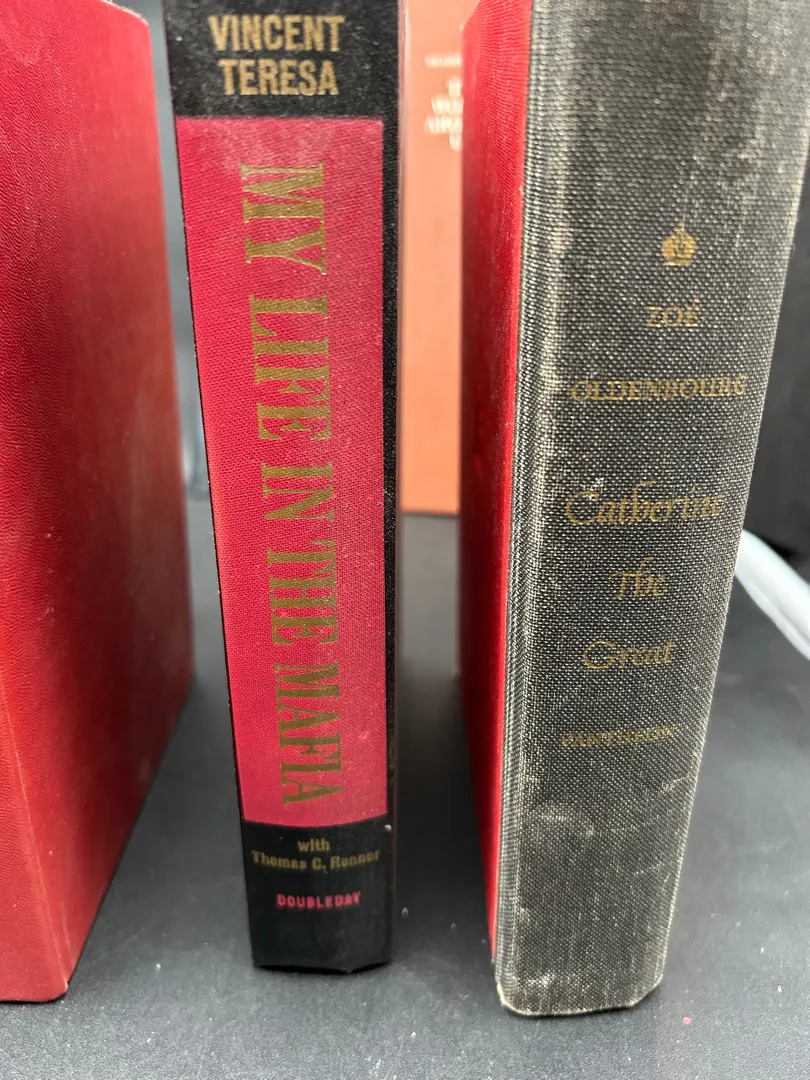 VINCENT
TERESA
MY LIFE IN THE MAFIA
with
Thomas C. Renner
DOUBLEDAY
ZOÉ
OLDENBOURG
Catherine
The
Great